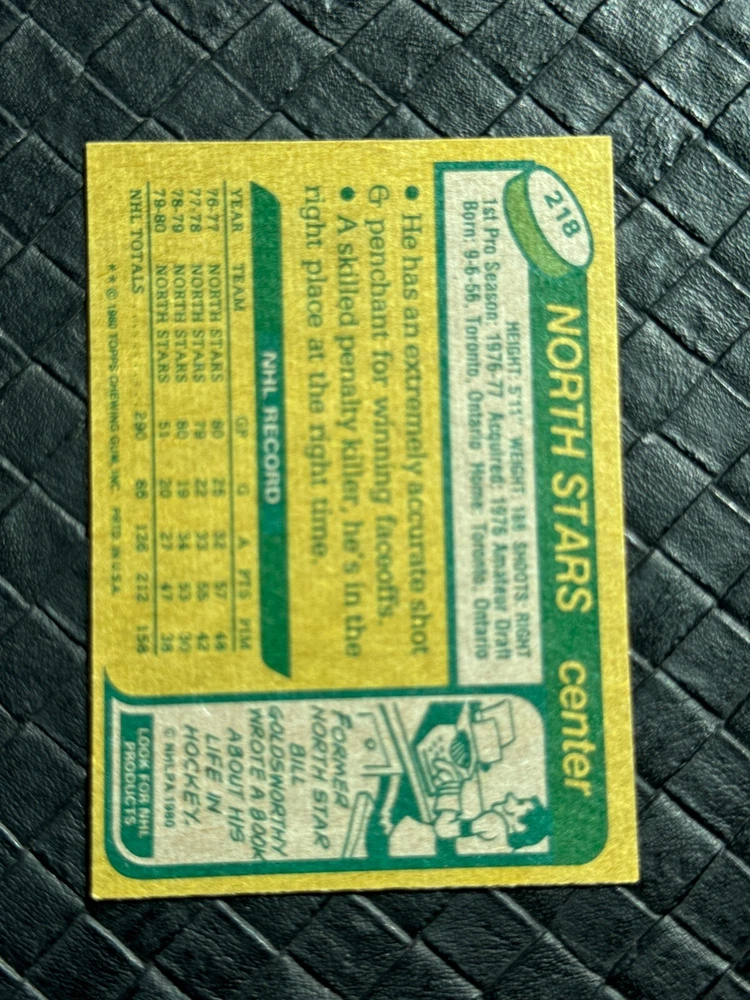 218
NORTH STARS center
HEIGHT: 5'11" WEIGHT: 188 SHOOTS: RIGHT
1st Pro Season: 1976-77 Acquired: 1976 Amateur Draft
Born: 9-6-56, Toronto, Ontario Home: Toronto, Ontario
● He has an extremely accurate shot
& penchant for winning faceoffs.
● A skilled penalty killer, he's in the
right place at the right time.
NHL RECORD
YEAR TEAM GP G A PTS PIM
76-77 NORTH STARS 80 25 32 57 48
77-78 NORTH STARS 79 22 33 55 42
78-79 NORTH STARS 80 19 34 53 30
79-80 NORTH STARS 51 20 27 47 38
NHL TOTALS 290 86 126 212 158
** © 1980 TOPPS CHEWING GUM, INC. PRTD. IN U.S.A.
FORMER
NORTH STAR
BILL
GOLDSWORTHY
WROTE A BOOK
ABOUT HIS
LIFE IN
HOCKEY.
© NHLPA 1980
LOOK FOR NHL
PRODUCTS